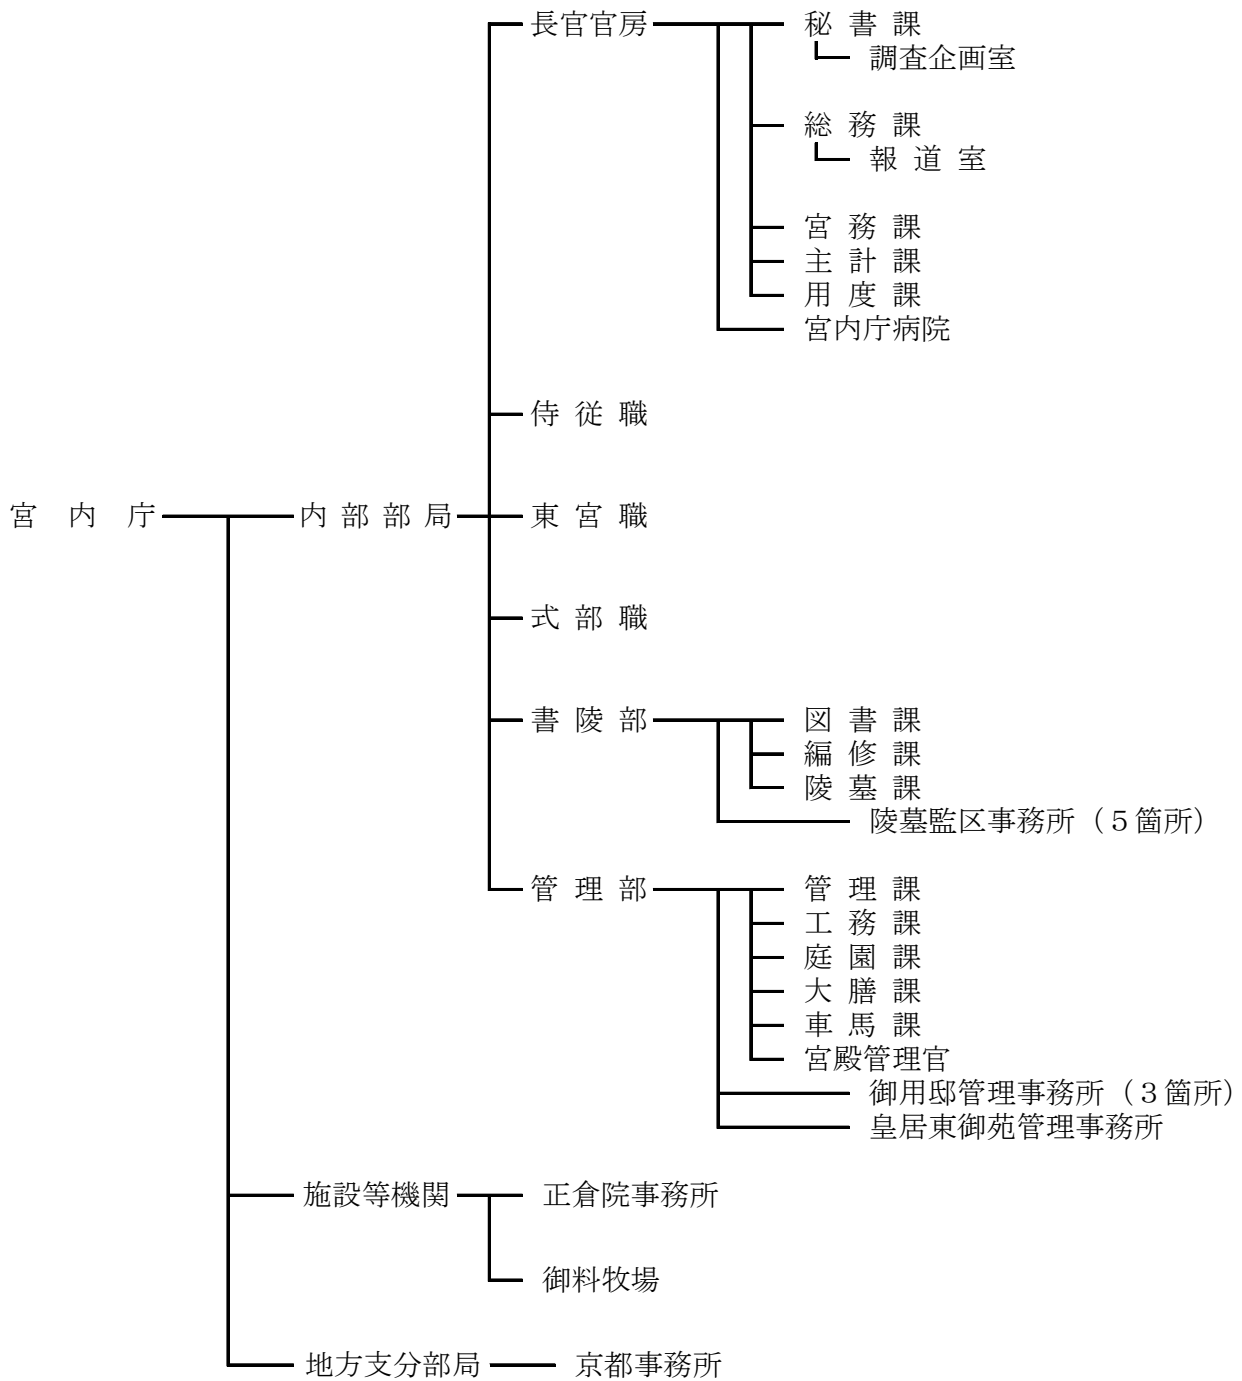 長官官房 秘書課
調査企画室
総務課
報道室
宮務課
主計課
用度課
宮内庁病院
侍従職
宮内庁 内部部局 東宮職
式部職
書陵部 図書課
編修課
陵墓課
陵墓監区事務所（５箇所）
管理部 管理課
工務課
庭園課
大膳課
車馬課
宮殿管理官
御用邸管理事務所（３箇所）
皇居東御苑管理事務所
施設等機関 正倉院事務所
御料牧場
地方支分部局 京都事務所